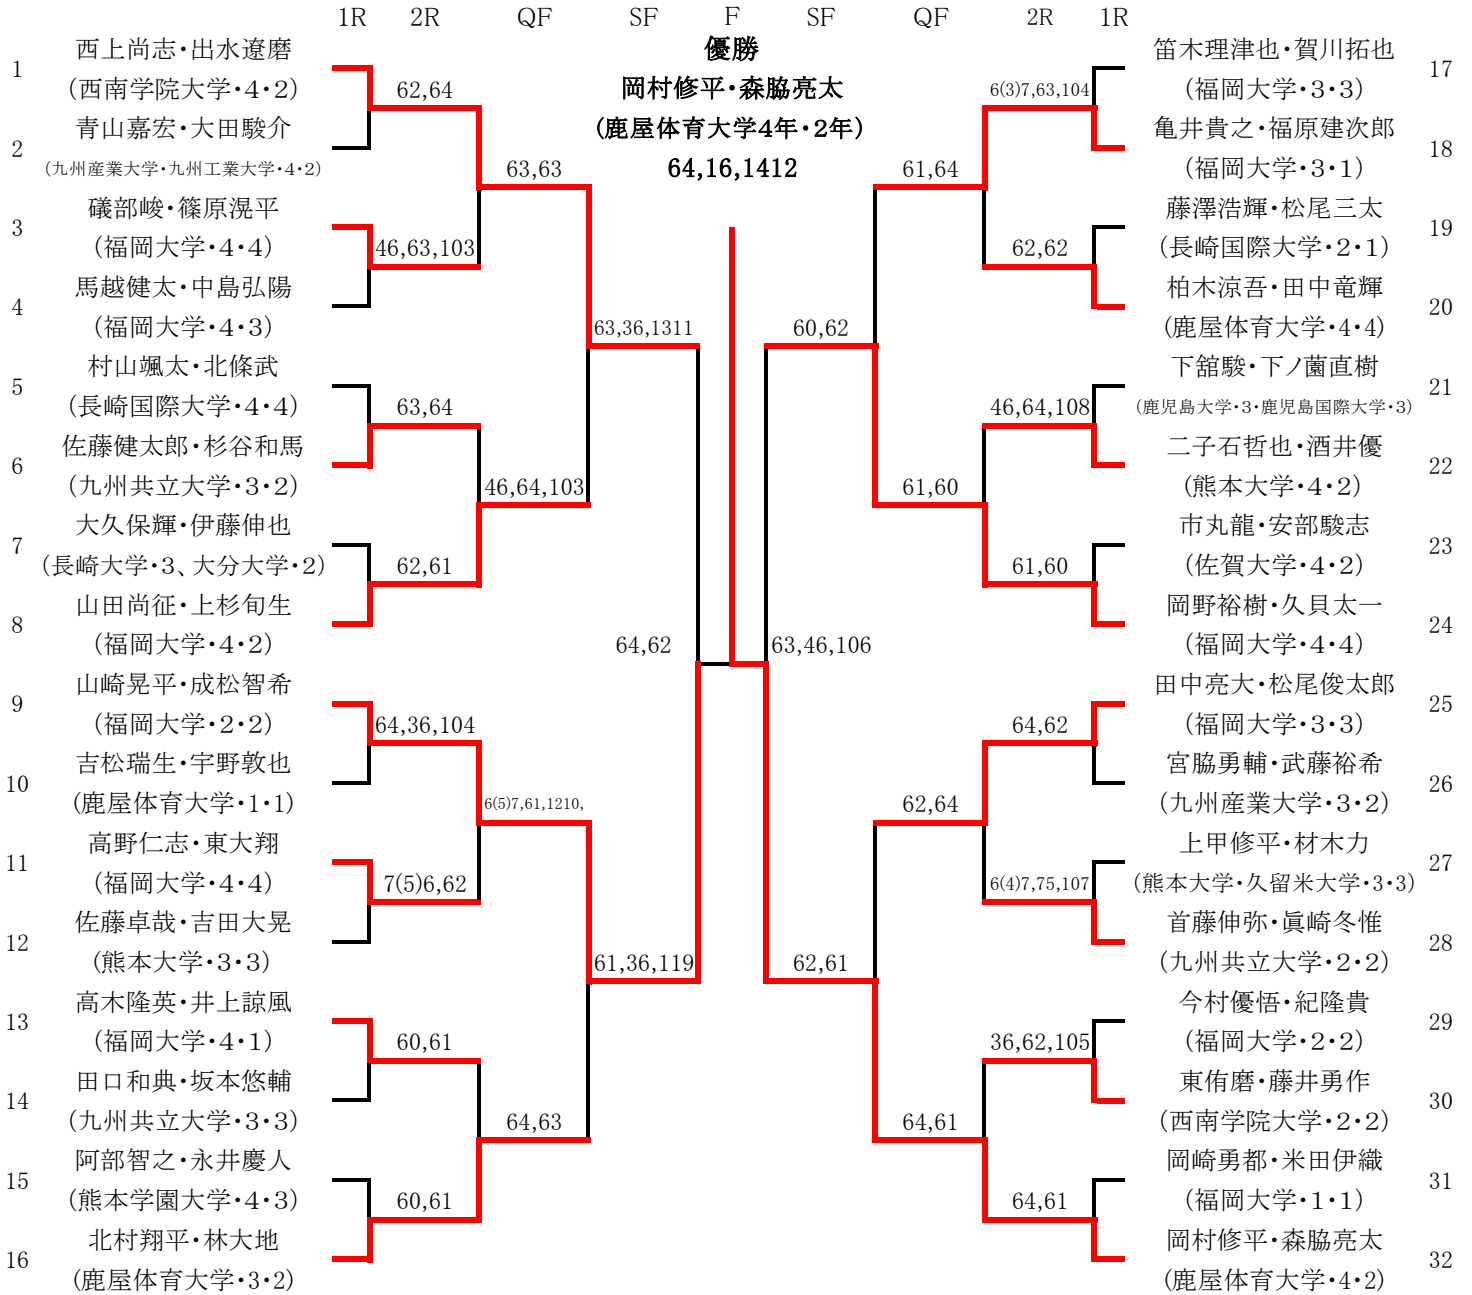 1R 2R QF SF F SF QF 2R 1R
優勝
岡村修平・森脇亮太
(鹿屋体育大学4年・2年)
64,16,1412
1 西上尚志・出水遼磨
(西南学院大学・4・2)
2 青山嘉宏・大田駿介
(九州産業大学・九州工業大学・4・2)
3 礒部峻・篠原滉平
(福岡大学・4・4)
4 馬越健太・中島弘陽
(福岡大学・4・3)
5 村山颯太・北條武
(長崎国際大学・4・4)
6 佐藤健太郎・杉谷和馬
(九州共立大学・3・2)
7 大久保輝・伊藤伸也
(長崎大学・3、大分大学・2)
8 山田尚征・上杉旬生
(福岡大学・4・2)
9 山崎晃平・成松智希
(福岡大学・2・2)
10 吉松瑞生・宇野敦也
(鹿屋体育大学・1・1)
11 高野仁志・東大翔
(福岡大学・4・4)
12 佐藤卓哉・吉田大晃
(熊本大学・3・3)
13 高木隆英・井上諒風
(福岡大学・4・1)
14 田口和典・坂本悠輔
(九州共立大学・3・3)
15 阿部智之・永井慶人
(熊本学園大学・4・3)
16 北村翔平・林大地
(鹿屋体育大学・3・2)
62,64
46,63,103
63,64
62,61
64,36,104
7(5)6,62
60,61
60,61
63,63
46,64,103
6(5)7,61,1210,
64,63
63,36,1311
61,36,119
64,62
63,46,106
60,62
62,61
61,64
61,60
62,64
64,61
6(3)7,63,104
62,62
46,64,108
61,60
64,62
6(4)7,75,107
36,62,105
64,61
笛木理津也・賀川拓也 17
(福岡大学・3・3)
亀井貴之・福原建次郎 18
(福岡大学・3・1)
藤澤浩輝・松尾三太 19
(長崎国際大学・2・1)
柏木涼吾・田中竜輝 20
(鹿屋体育大学・4・4)
下舘駿・下ノ薗直樹 21
(鹿児島大学・3・鹿児島国際大学・3)
二子石哲也・酒井優 22
(熊本大学・4・2)
市丸龍・安部駿志 23
(佐賀大学・4・2)
岡野裕樹・久貝太一 24
(福岡大学・4・4)
田中亮大・松尾俊太郎 25
(福岡大学・3・3)
宮脇勇輔・武藤裕希 26
(九州産業大学・3・2)
上甲修平・材木力 27
(熊本大学・久留米大学・3・3)
首藤伸弥・眞崎冬惟 28
(九州共立大学・2・2)
今村優悟・紀隆貴 29
(福岡大学・2・2)
東侑磨・藤井勇作 30
(西南学院大学・2・2)
岡崎勇都・米田伊織 31
(福岡大学・1・1)
岡村修平・森脇亮太 32
(鹿屋体育大学・4・2)